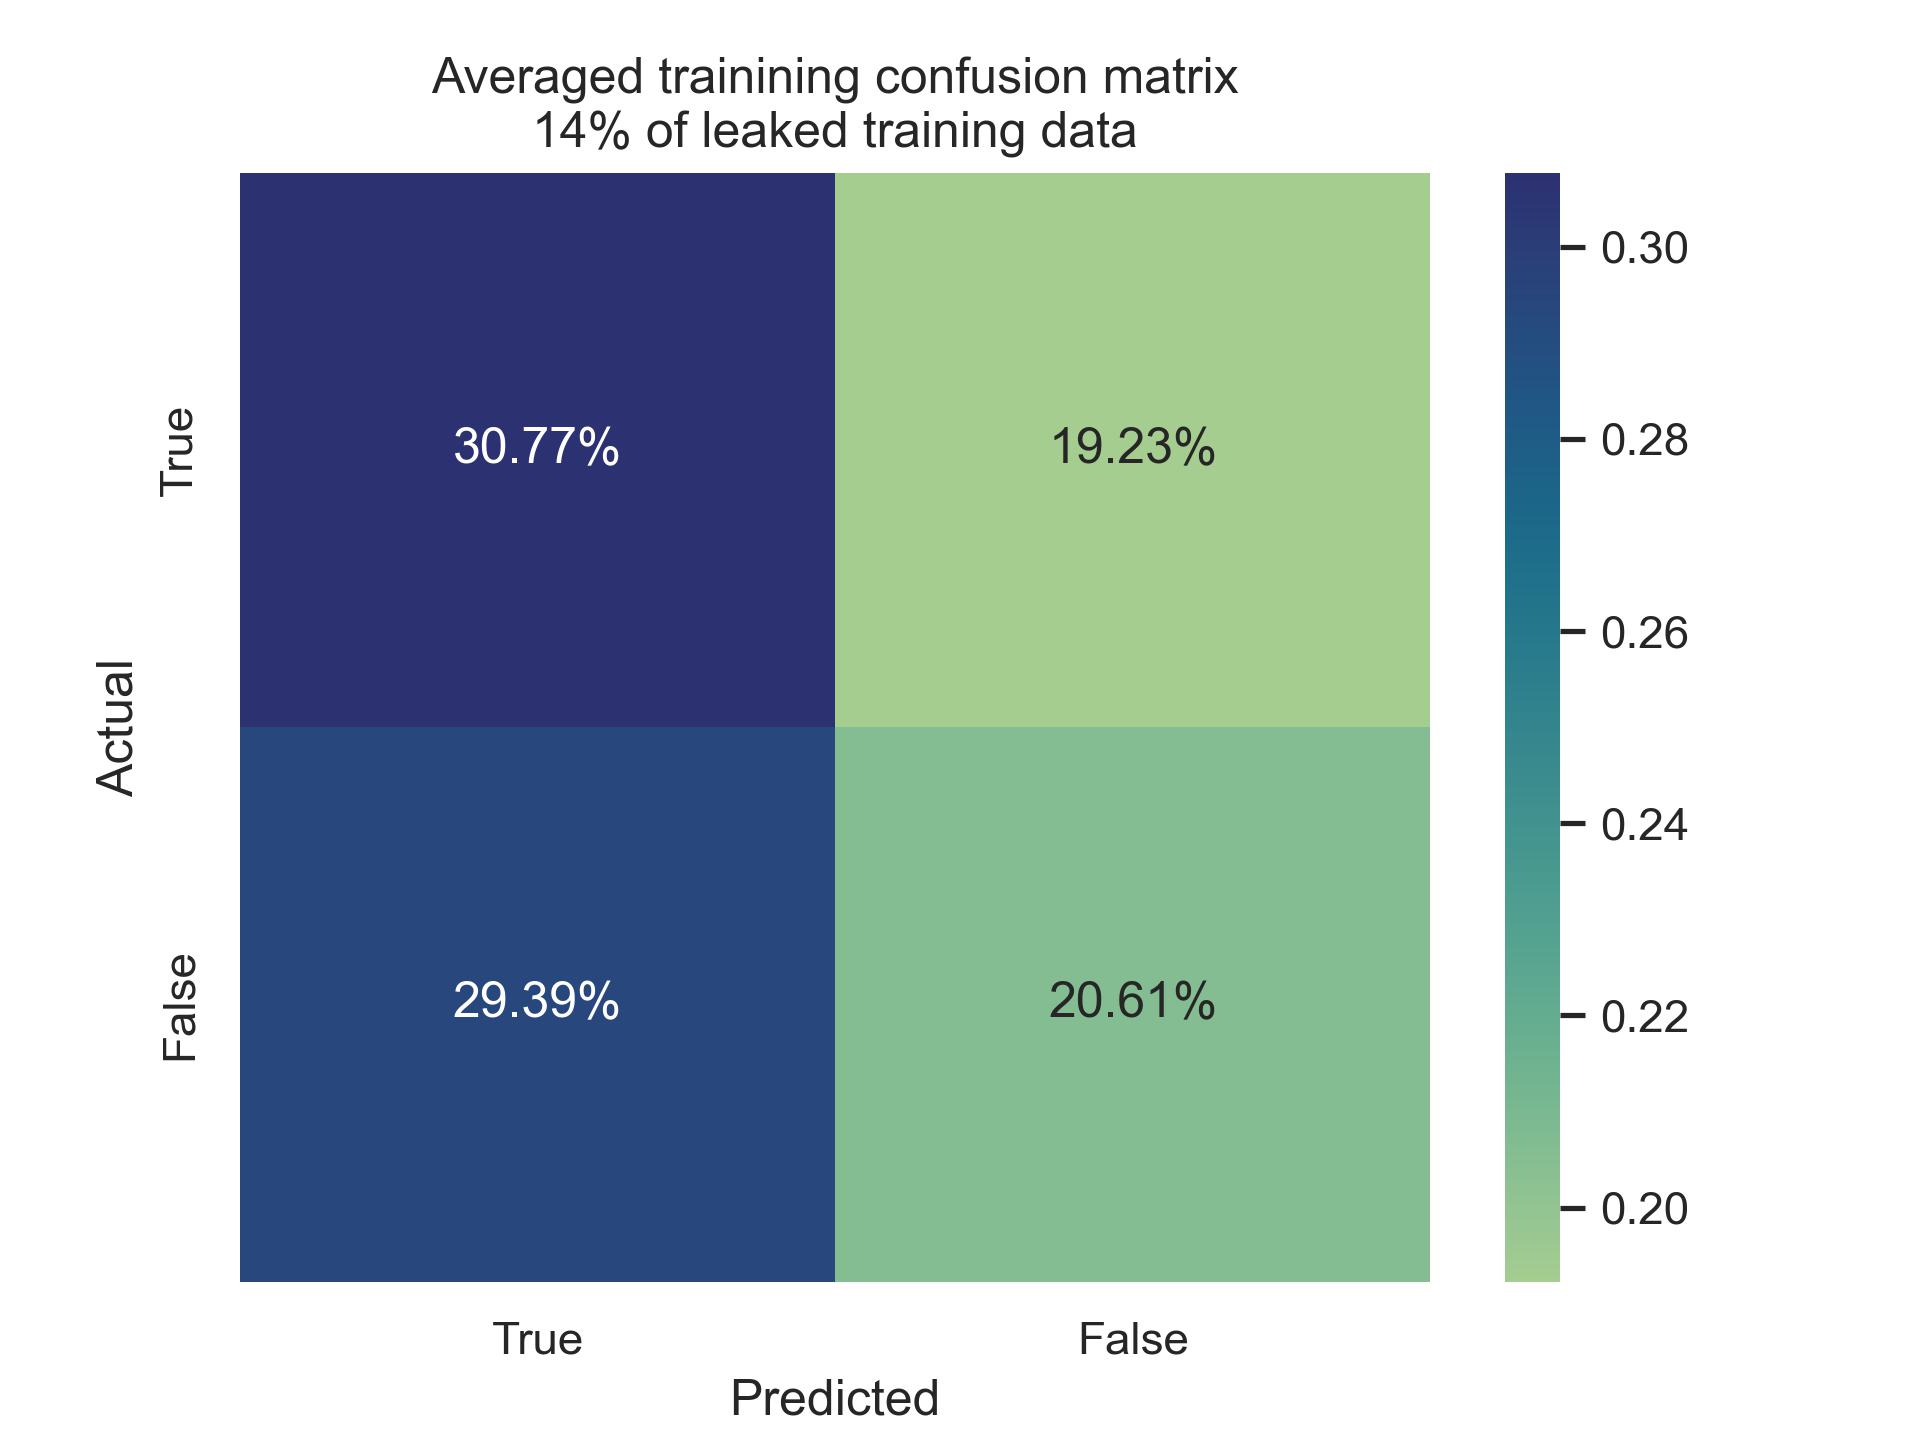 Averaged trainining confusion matrix
14% of leaked training data
Actual
True
False
30.77%
19.23%
29.39%
20.61%
True
False
Predicted
0.30
0.28
0.26
0.24
0.22
0.20